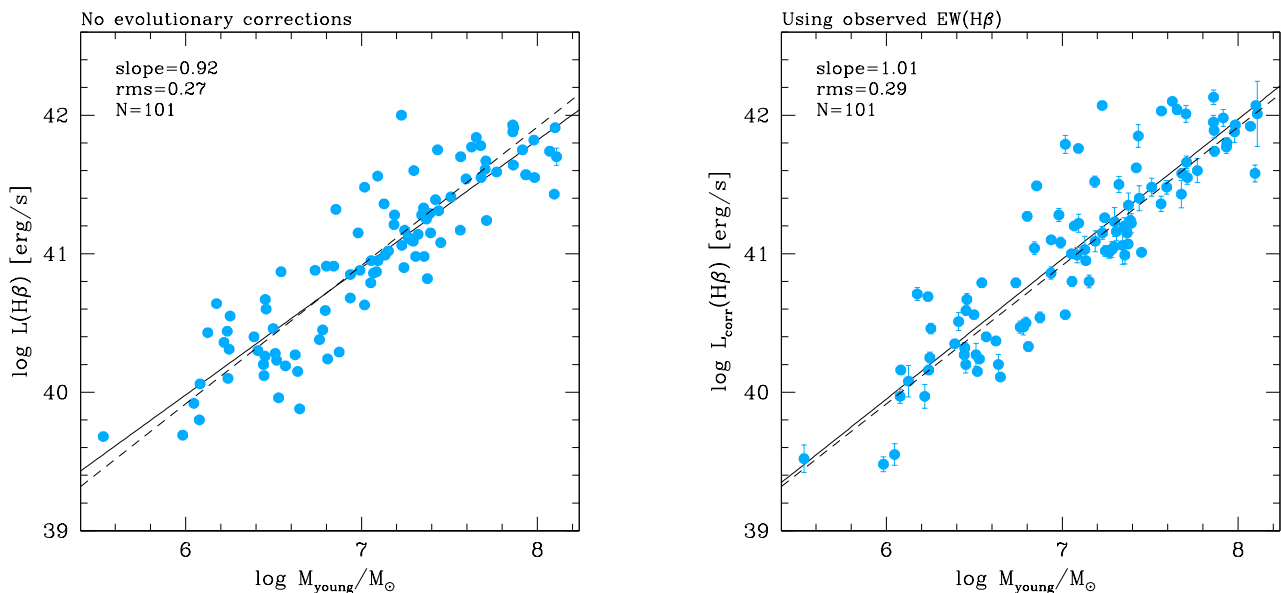 No evolutionary corrections
slope=0.92
rms=0.27
N=101
42
41
40
39
log L(Hβ) [erg/s]
6 7 8
log M_young/M_⊙
Using observed EW(Hβ)
slope=1.01
rms=0.29
N=101
42
41
40
39
log L_corr(Hβ) [erg/s]
6 7 8
log M_young/M_⊙